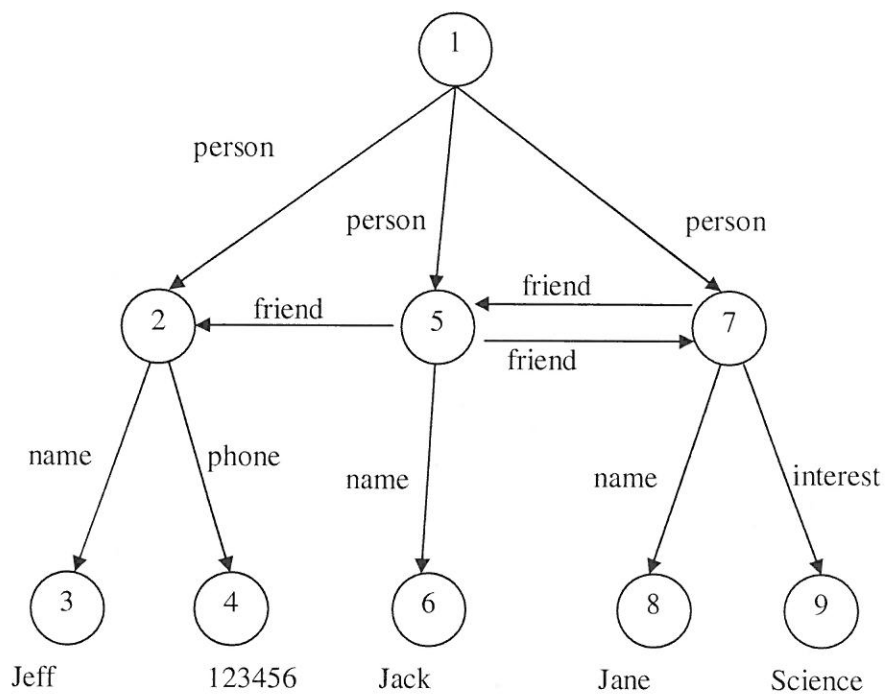 1
person
person
person
friend
friend
2
5
7
friend
name
phone
name
name
interest
3
4
6
8
9
Jeff
123456
Jack
Jane
Science